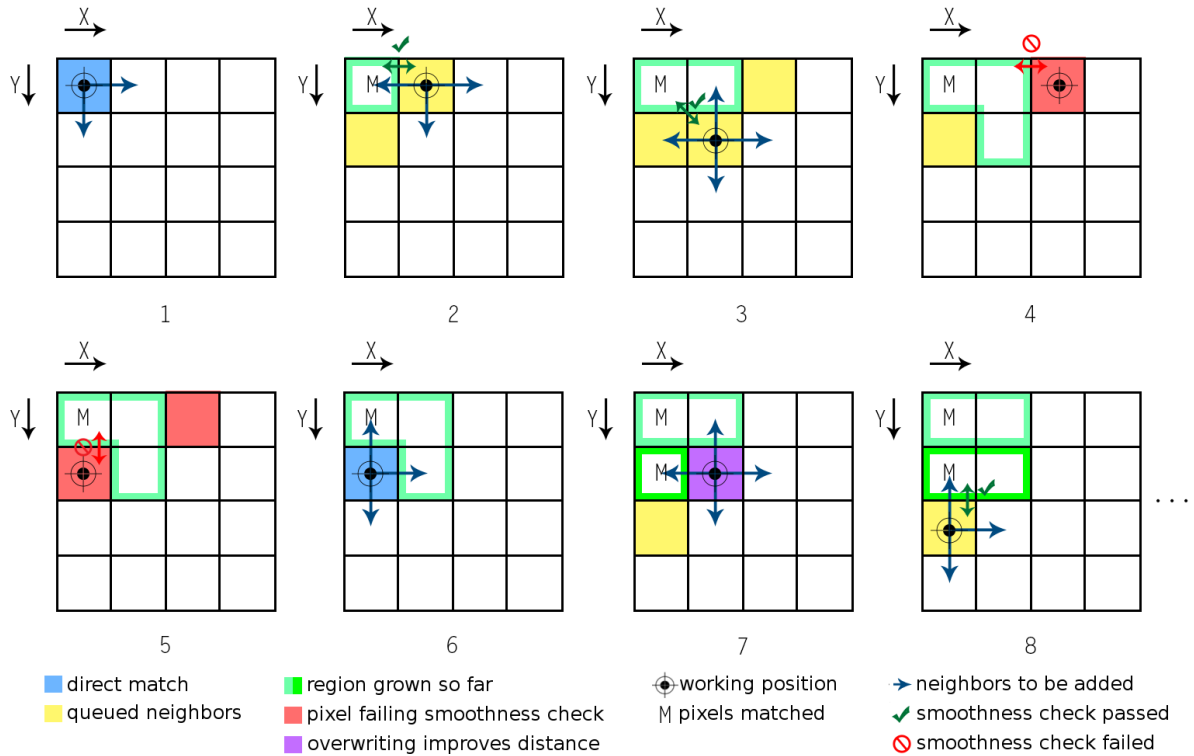 X X X X
Y Y M Y M Y M
1 2 3 4
X X X X
Y M Y M Y M Y M
M M
5 6 7 8
...
direct match region grown so far working position neighbors to be added
queued neighbors pixel failing smoothness check M pixels matched smoothness check passed
overwriting improves distance smoothness check failed